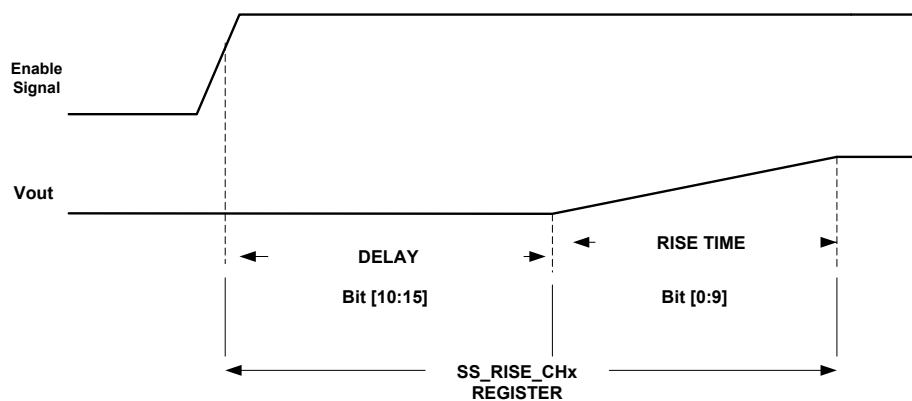 Enable
Signal
Vout
DELAY
RISE TIME
Bit [10:15]
Bit [0:9]
SS_RISE_CHx
REGISTER